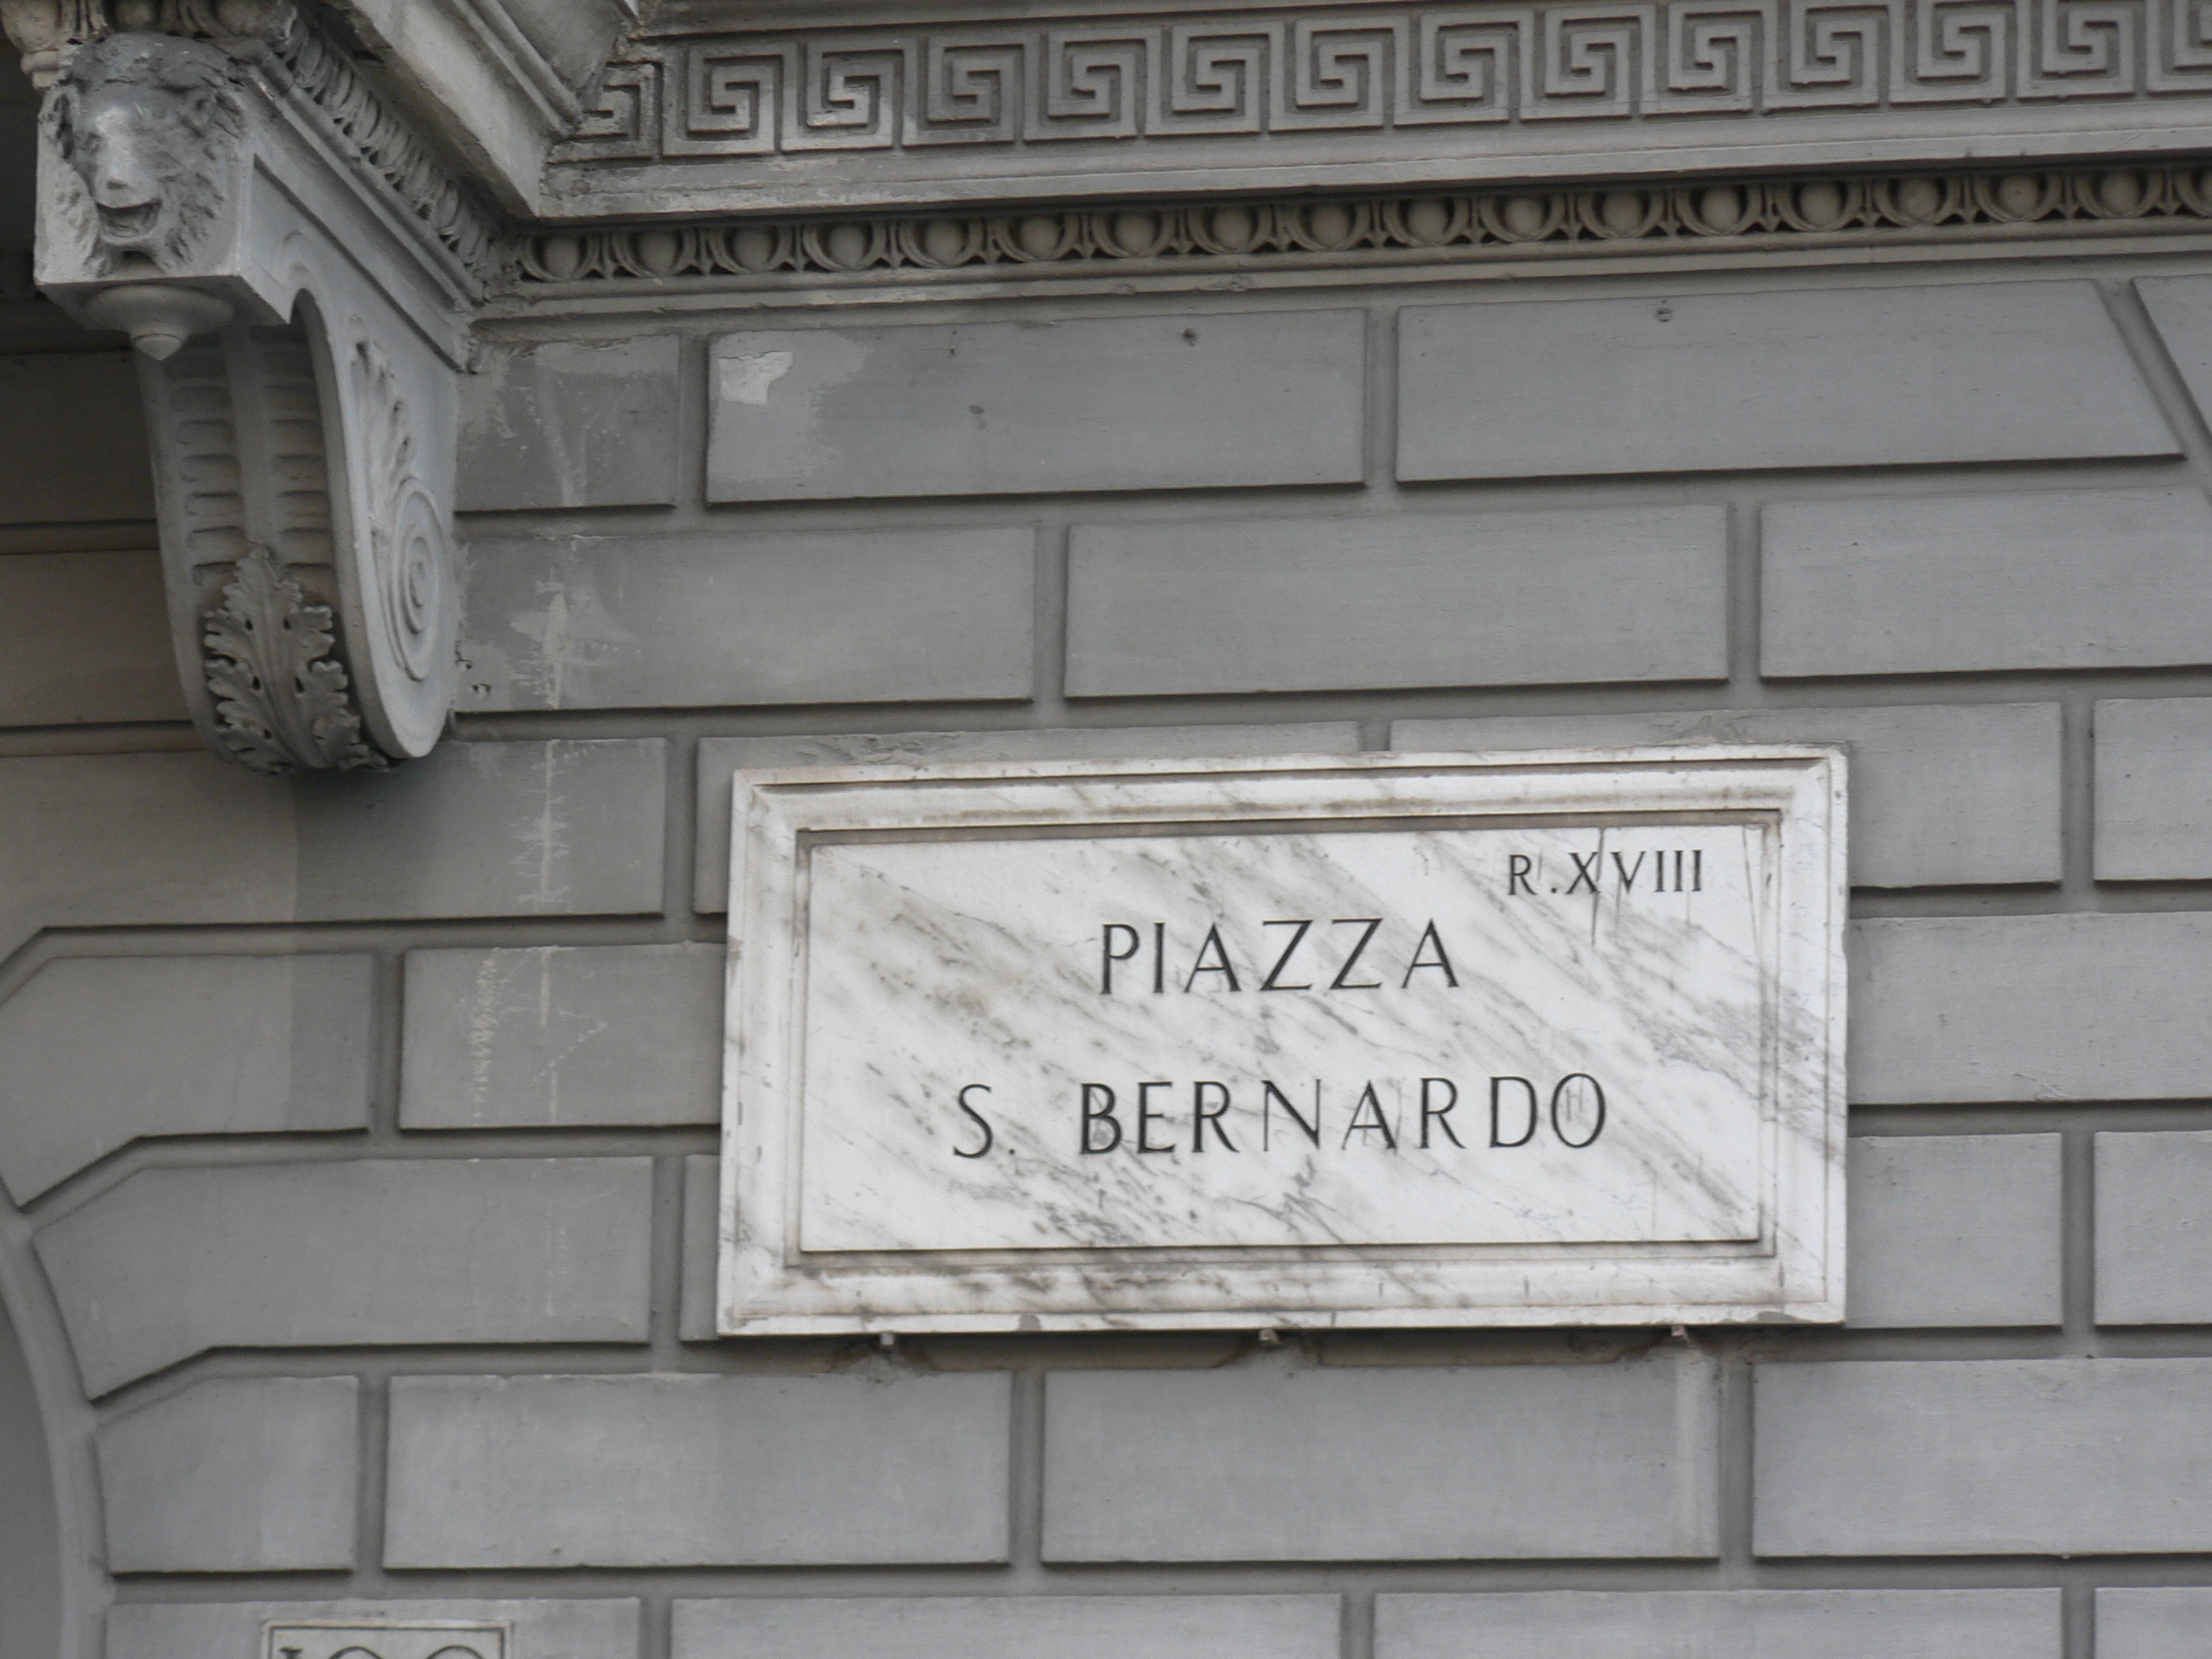 R.XVIII
PIAZZA
S. BERNARDO